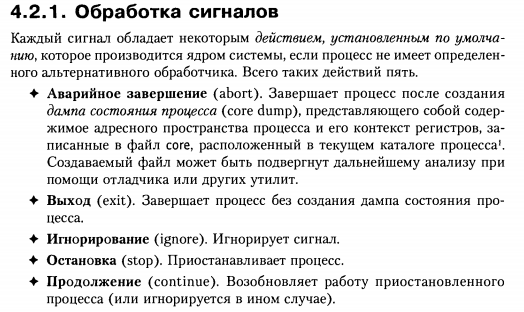 4.2.1. Обработка сигналов
Каждый сигнал обладает некоторым действием, установленным по умолча-
нию, которое производится ядром системы, если процесс не имеет определен-
ного альтернативного обработчика. Всего таких действий пять.
✦ Аварийное завершение (abort). Завершает процесс после создания
дампа состояния процесса (core dump), представляющего собой содер-
жимое адресного пространства процесса и его контекст регистров, за-
писанные в файл core, расположенный в текущем каталоге процесса¹.
Создаваемый файл может быть подвергнут дальнейшему анализу при
помощи отладчика или других утилит.
✦ Выход (exit). Завершает процесс без создания дампа состояния про-
цесса.
✦ Игнорирование (ignore). Игнорирует сигнал.
✦ Остановка (stop). Приостанавливает процесс.
✦ Продолжение (continue). Возобновляет работу приостановленного
процесса (или игнорируется в ином случае).